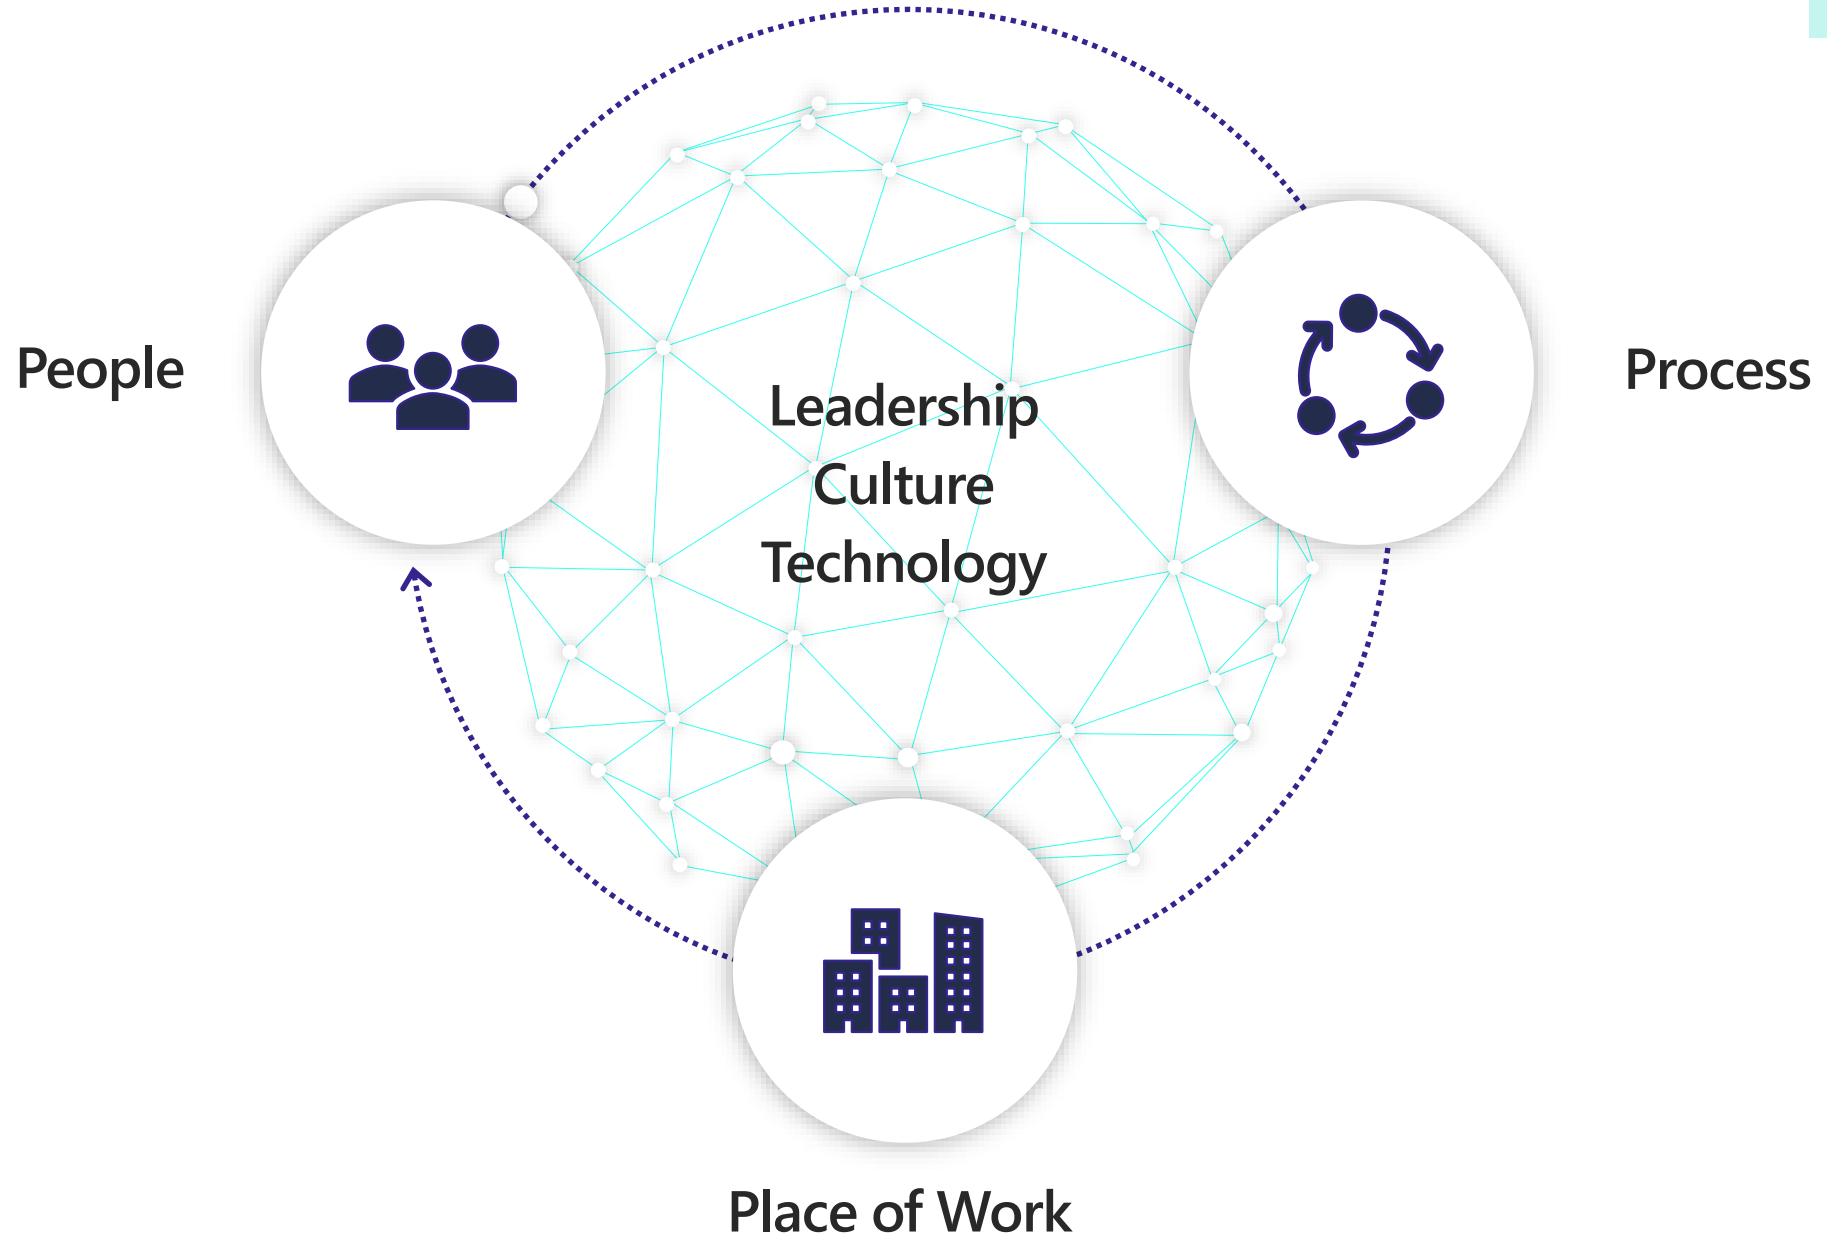 People
Process
Leadership
Culture
Technology
Place of Work